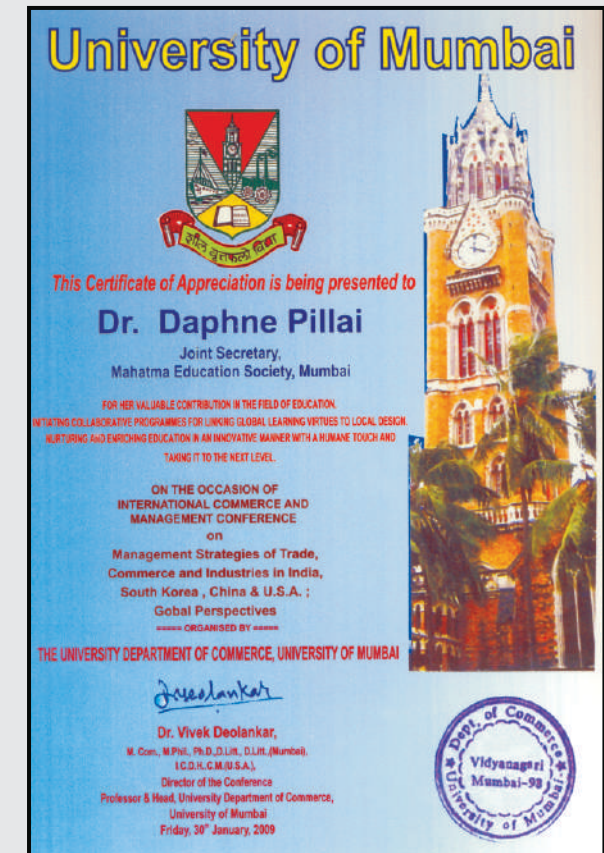 University of Mumbai
शील वृत्तफला विद्या
This Certificate of Appreciation is being presented to
Dr. Daphne Pillai
Joint Secretary,
Mahatma Education Society, Mumbai
FOR HER VALUABLE CONTRIBUTION IN THE FIELD OF EDUCATION.
INITIATING COLLABORATIVE PROGRAMMES FOR LINKING GLOBAL LEARNING VIRTUES TO LOCAL DESIGN.
NURTURING AND ENRICHING EDUCATION IN AN INNOVATIVE MANNER WITH A HUMANE TOUCH AND
TAKING IT TO THE NEXT LEVEL.
ON THE OCCASION OF
INTERNATIONAL COMMERCE AND
MANAGEMENT CONFERENCE
on
Management Strategies of Trade,
Commerce and Industries in India,
South Korea , China & U.S.A. ;
Gobal Perspectives
===== ORGANISED BY =====
THE UNIVERSITY DEPARTMENT OF COMMERCE, UNIVERSITY OF MUMBAI
Dr. Vivek Deolankar,
M. Com., M.Phil., Ph.D.,D.Litt., D.Litt.,(Mumbai),
I.C.D.H.,C.M.(U.S.A.),
Director of the Conference
Professor & Head, University Department of Commerce,
University of Mumbai
Friday, 30th January, 2009
Dept. of Commerce
Vidyanagari
Mumbai-98
University of Mumbai